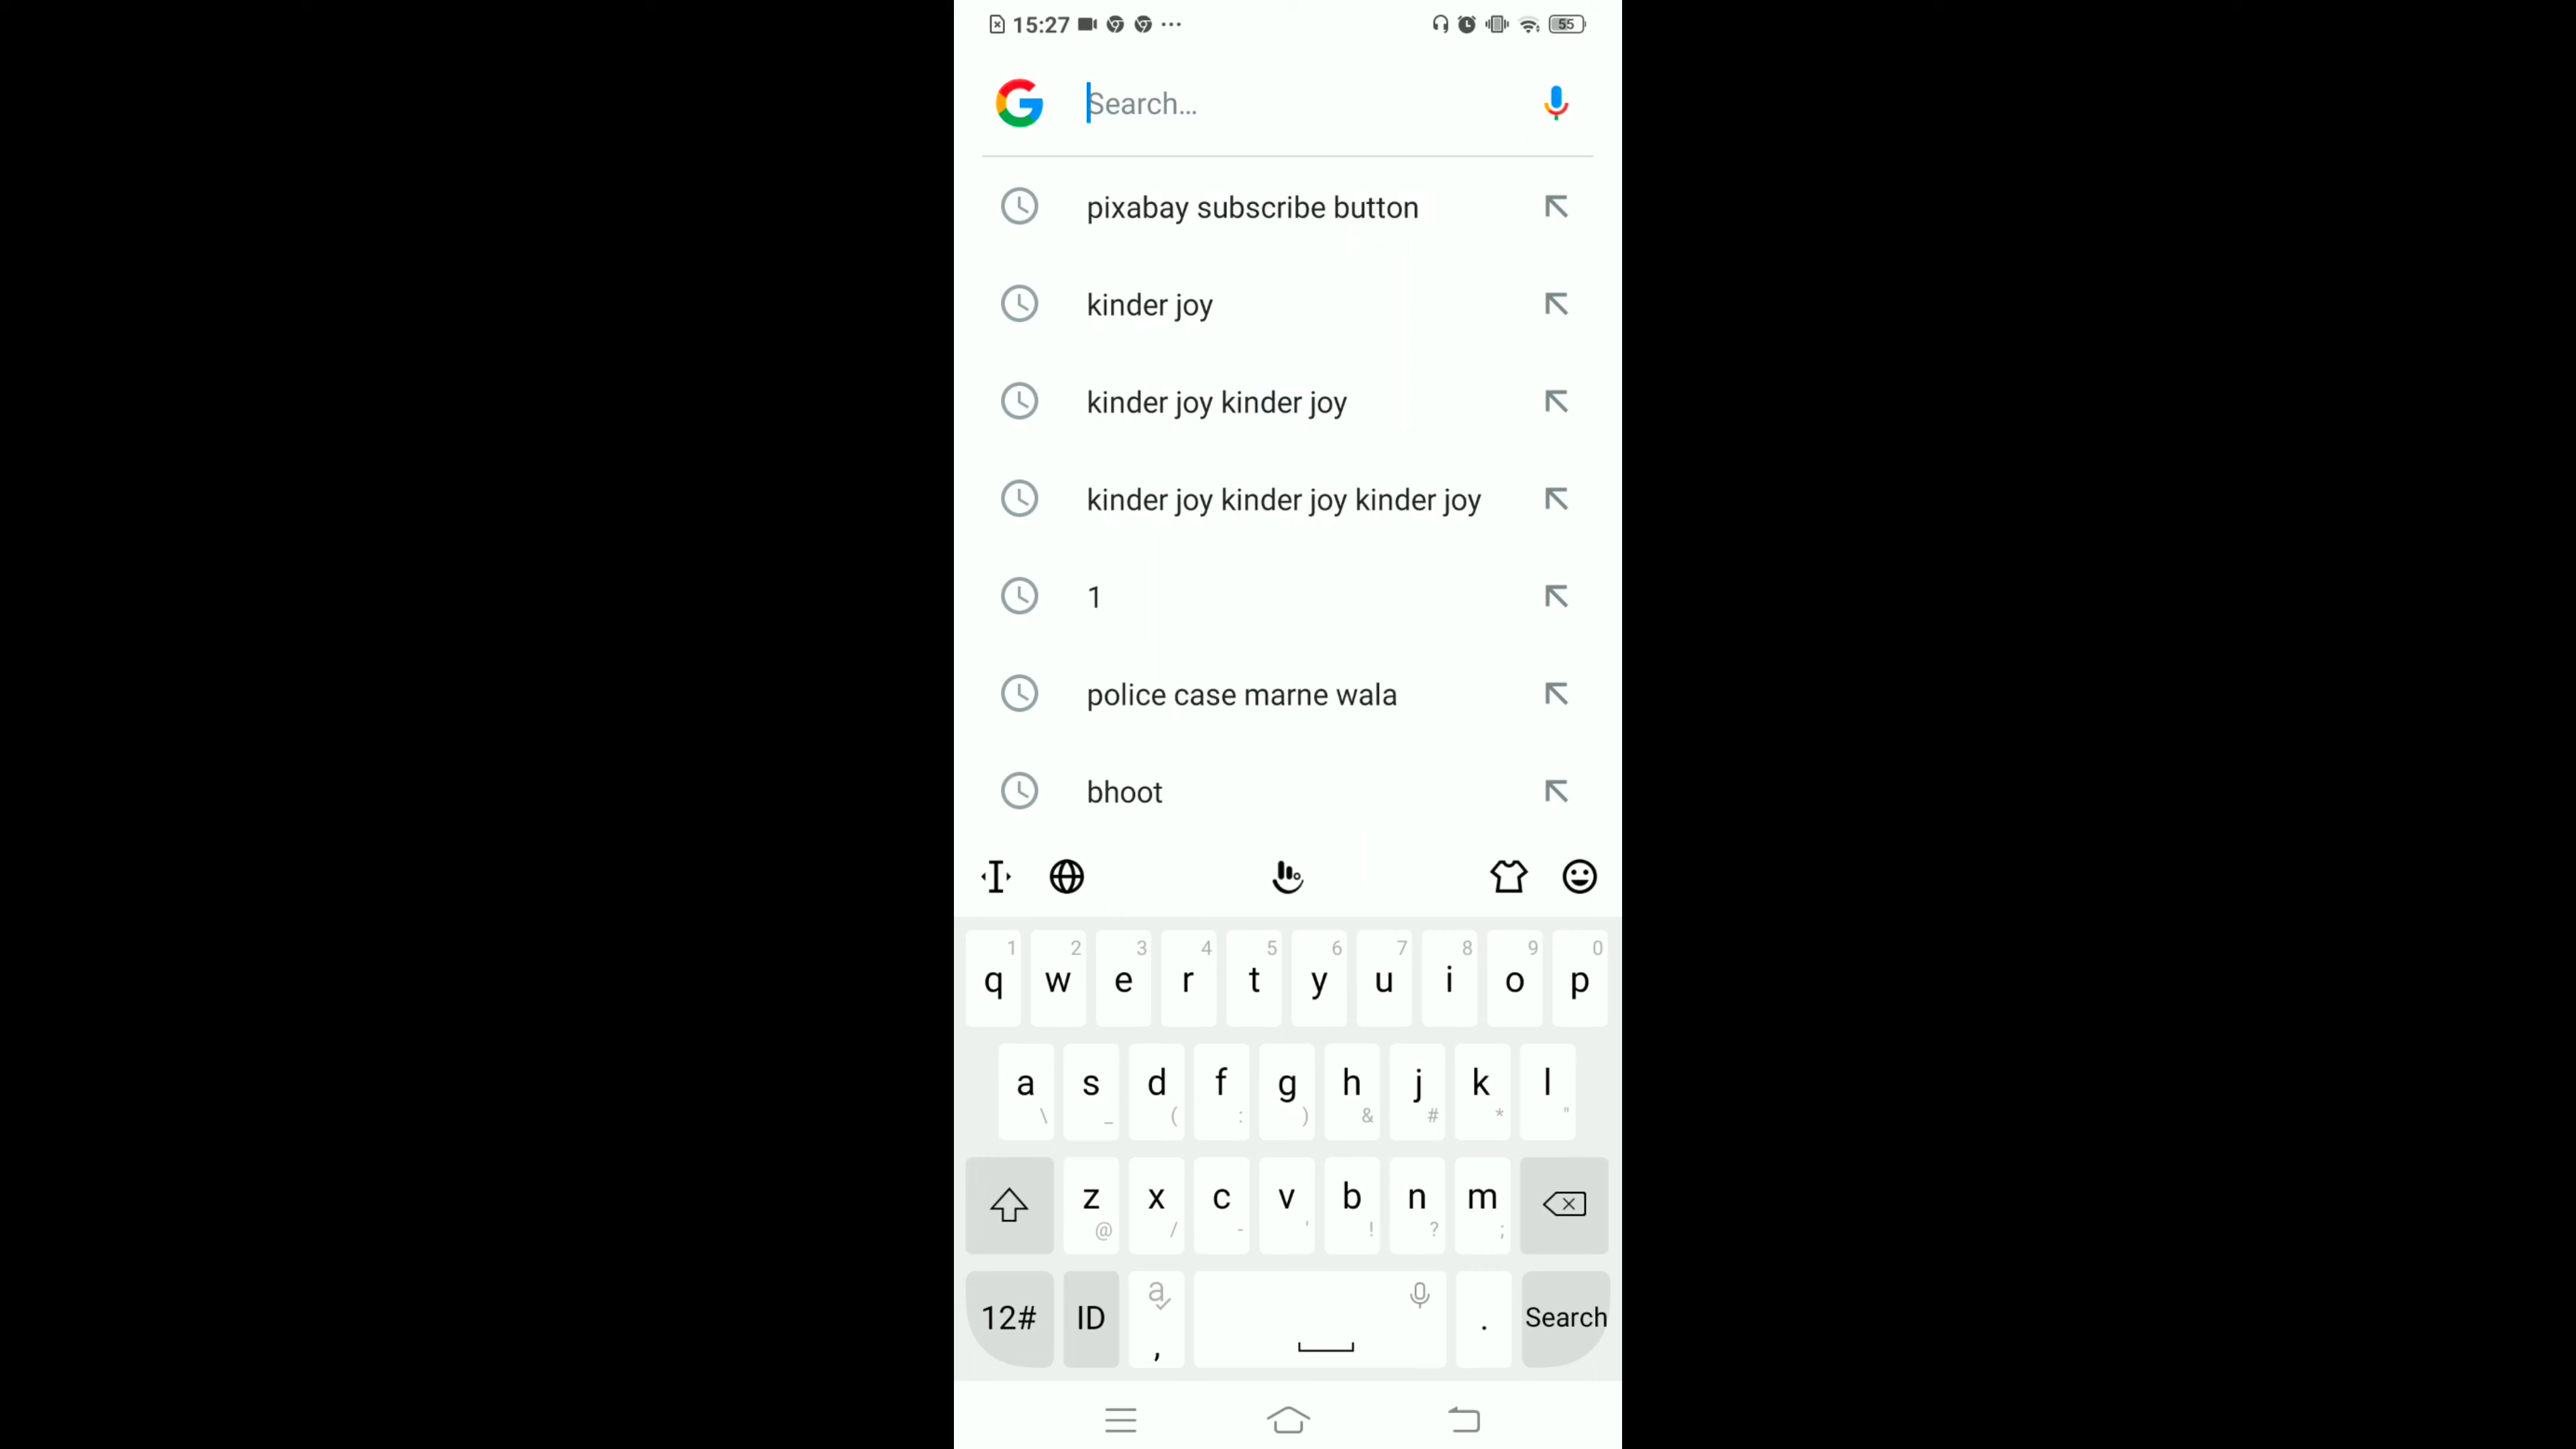 15:27 ... 55
Search...
pixabay subscribe button
kinder joy
kinder joy kinder joy
kinder joy kinder joy kinder joy
1
police case marne wala
bhoot
1 2 3 4 5 6 7 8 9 0
q w e r t y u i o p
a s d f g h j k l
\ _ ( : ) & # * "
z x c v b n m
@ / - ' ! ? ;
12# ID a , . Search